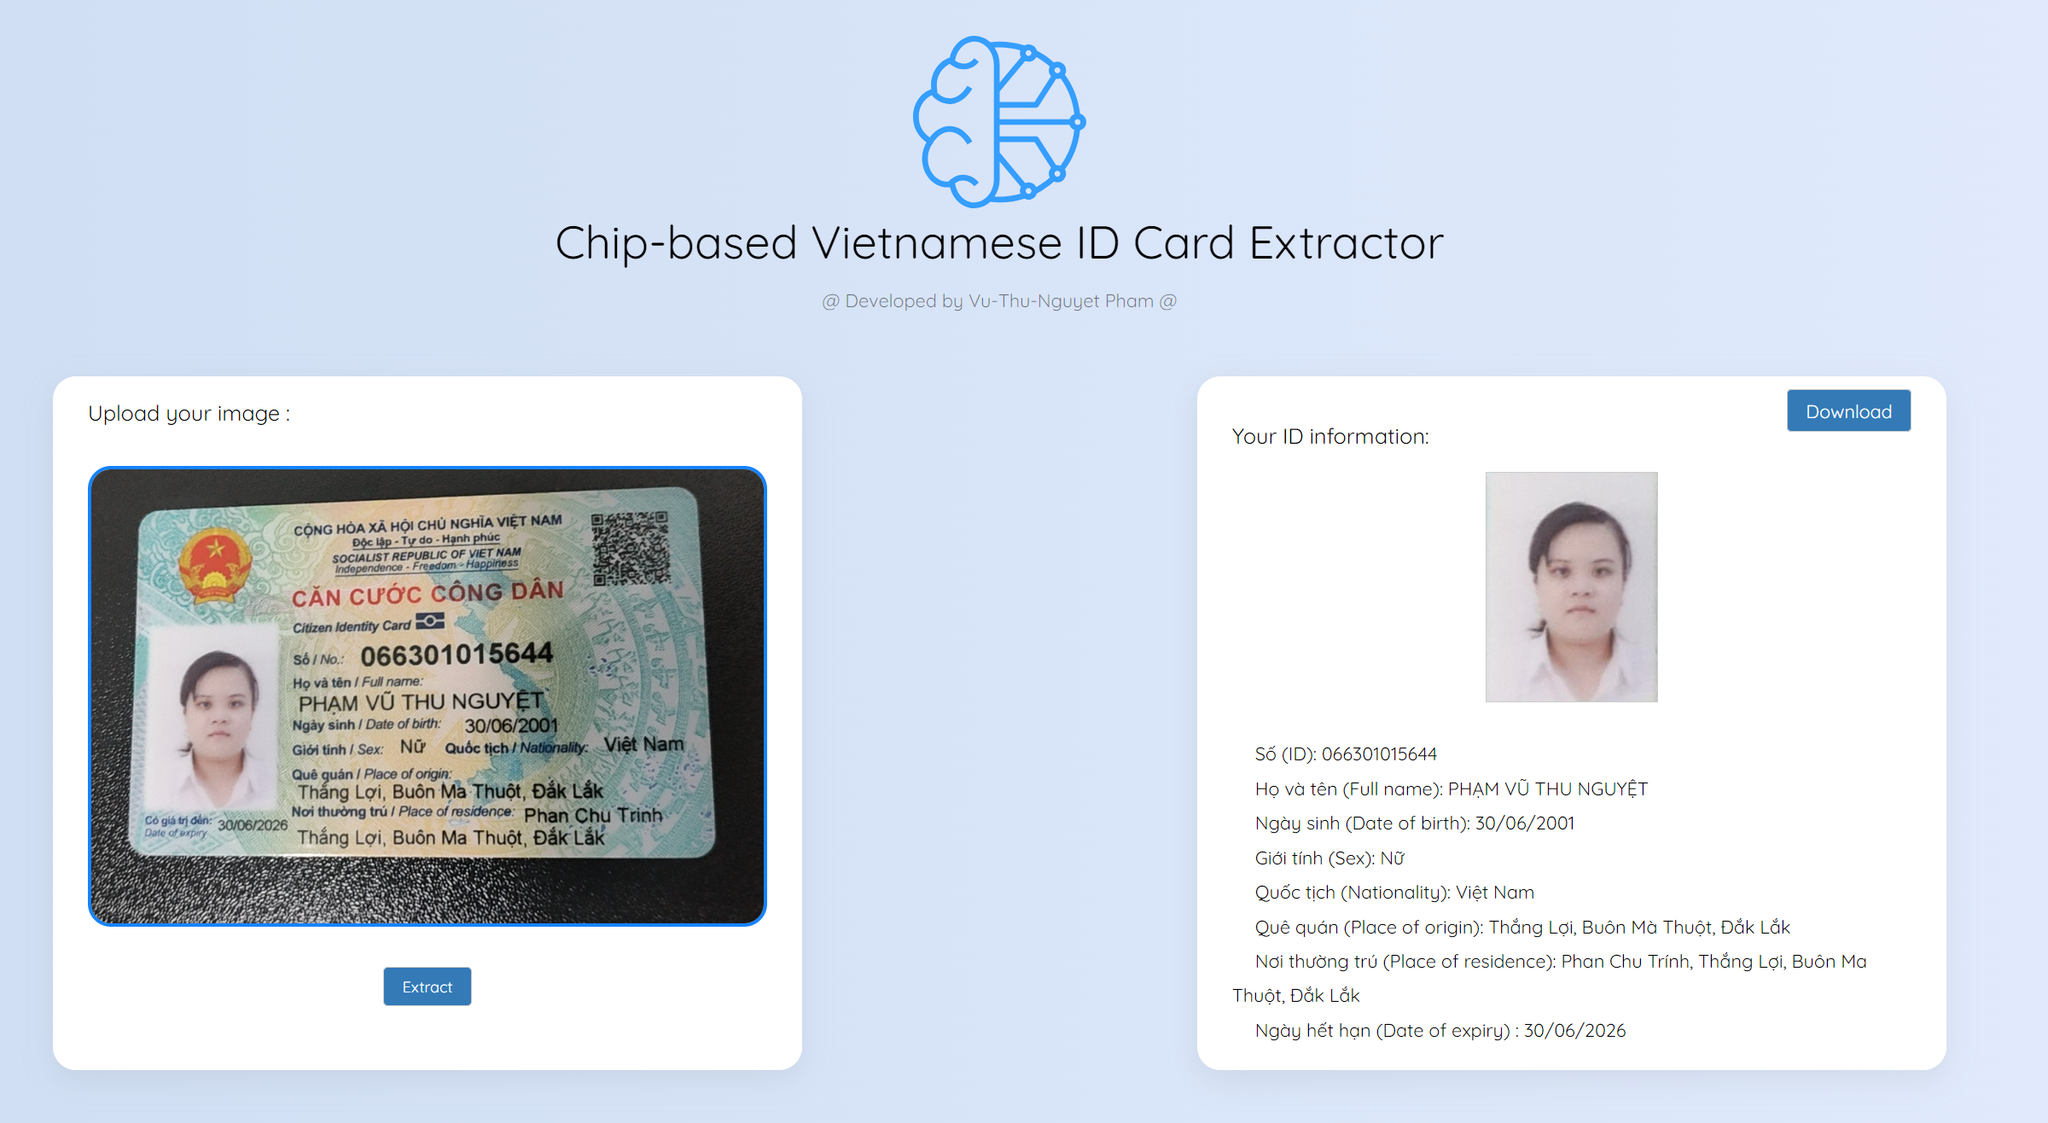 Chip-based Vietnamese ID Card Extractor
@ Developed by Vu-Thu-Nguyet Pham @
Upload your image :
CỘNG HÒA XÃ HỘI CHỦ NGHĨA VIỆT NAM
Độc lập - Tự do - Hạnh phúc
SOCIALIST REPUBLIC OF VIET NAM
Independence - Freedom - Happiness
CĂN CƯỚC CÔNG DÂN
Citizen Identity Card
Số / No.: 066301015644
Họ và tên / Full name:
PHẠM VŨ THU NGUYỆT
Ngày sinh / Date of birth: 30/06/2001
Giới tính / Sex: Nữ Quốc tịch / Nationality: Việt Nam
Quê quán / Place of origin:
Thắng Lợi, Buôn Ma Thuột, Đắk Lắk
Nơi thường trú / Place of residence: Phan Chu Trinh
Thắng Lợi, Buôn Ma Thuột, Đắk Lắk
Có giá trị đến: 30/06/2026
Date of expiry
Extract
Download
Your ID information:
Số (ID): 066301015644
Họ và tên (Full name): PHẠM VŨ THU NGUYỆT
Ngày sinh (Date of birth): 30/06/2001
Giới tính (Sex): Nữ
Quốc tịch (Nationality): Việt Nam
Quê quán (Place of origin): Thắng Lợi, Buôn Mà Thuột, Đắk Lắk
Nơi thường trú (Place of residence): Phan Chu Trính, Thắng Lợi, Buôn Ma
Thuột, Đắk Lắk
Ngày hết hạn (Date of expiry) : 30/06/2026